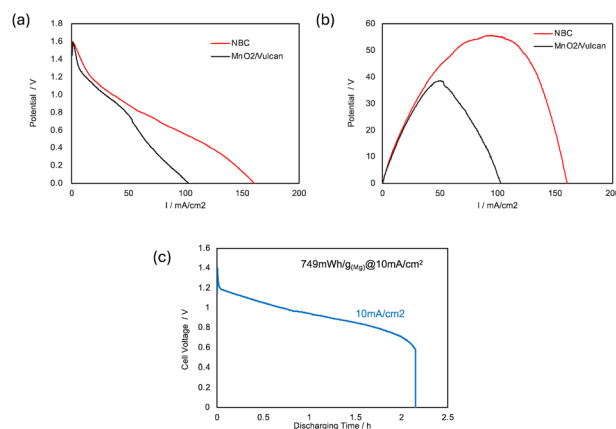 (a)
NBC
MnO2/Vulcan
Potential / V
1.8
1.6
1.4
1.2
1.0
0.8
0.6
0.4
0.2
0.0
0 50 100 150 200
I / mA/cm2
(b)
NBC
MnO2/Vulcan
Potential / V
60
50
40
30
20
10
0
0 50 100 150 200
I / mA/cm2
(c)
749mWh/g(Mg)@10mA/cm²
10mA/cm2
Cell Voltage / V
1.6
1.4
1.2
1
0.8
0.6
0.4
0.2
0
0 0.5 1 1.5 2 2.5
Discharging Time / h